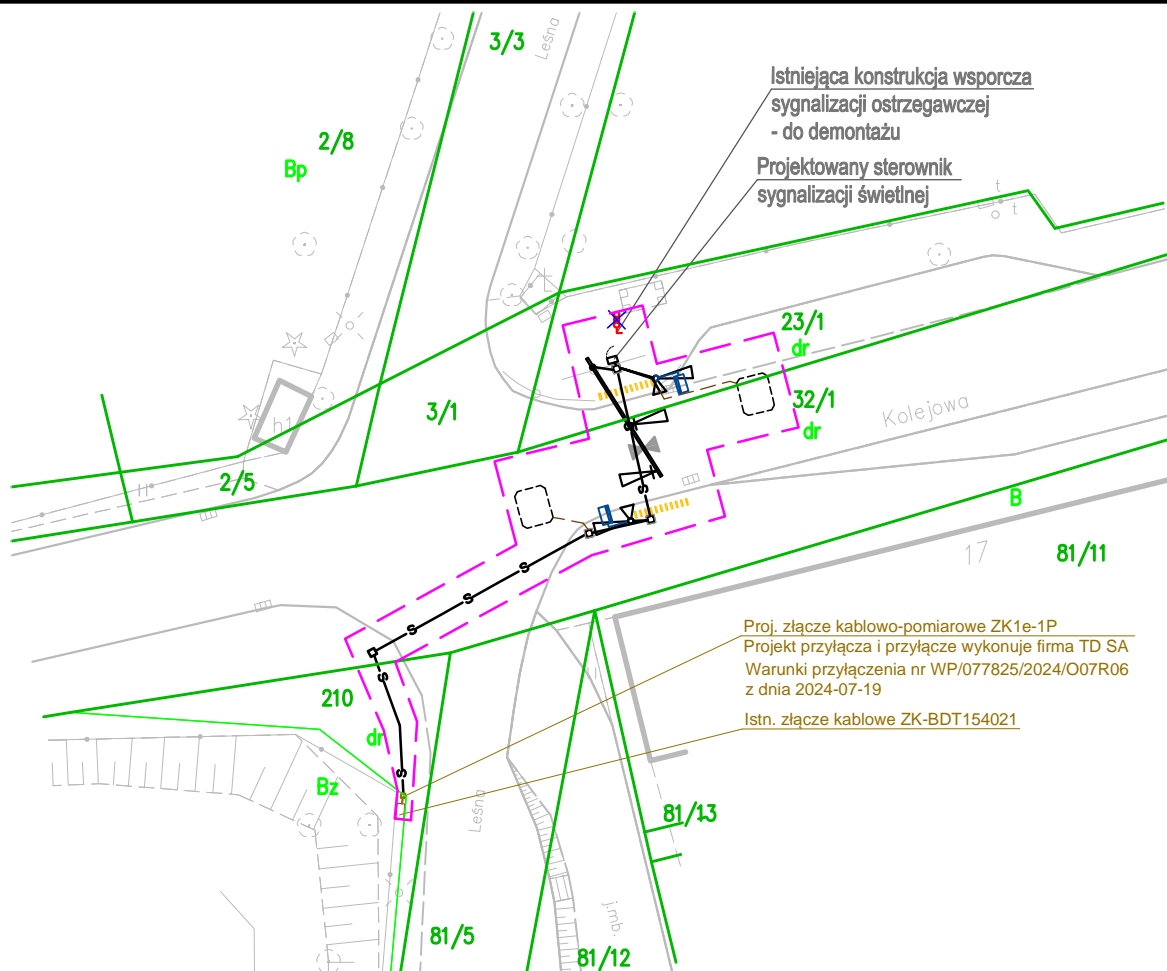 3/3
Leśna
Istniejąca konstrukcja wsporcza
sygnalizacji ostrzegawczej
- do demontażu
2/8
Bp
Projektowany sterownik
sygnalizacji świetlnej
t
t
23/1
dr
32/1
dr
3/1
Kolejowa
h1
2/5
S
S
B
17
81/11
S
S
S
Proj. złącze kablowo-pomiarowe ZK1e-1P
Projekt przyłącza i przyłącze wykonuje firma TD SA
Warunki przyłączenia nr WP/077825/2024/O07R06
z dnia 2024-07-19
Istn. złącze kablowe ZK-BDT154021
S
210
dr
S
Bz
Leśna
81/13
j.mb.
81/5
81/12